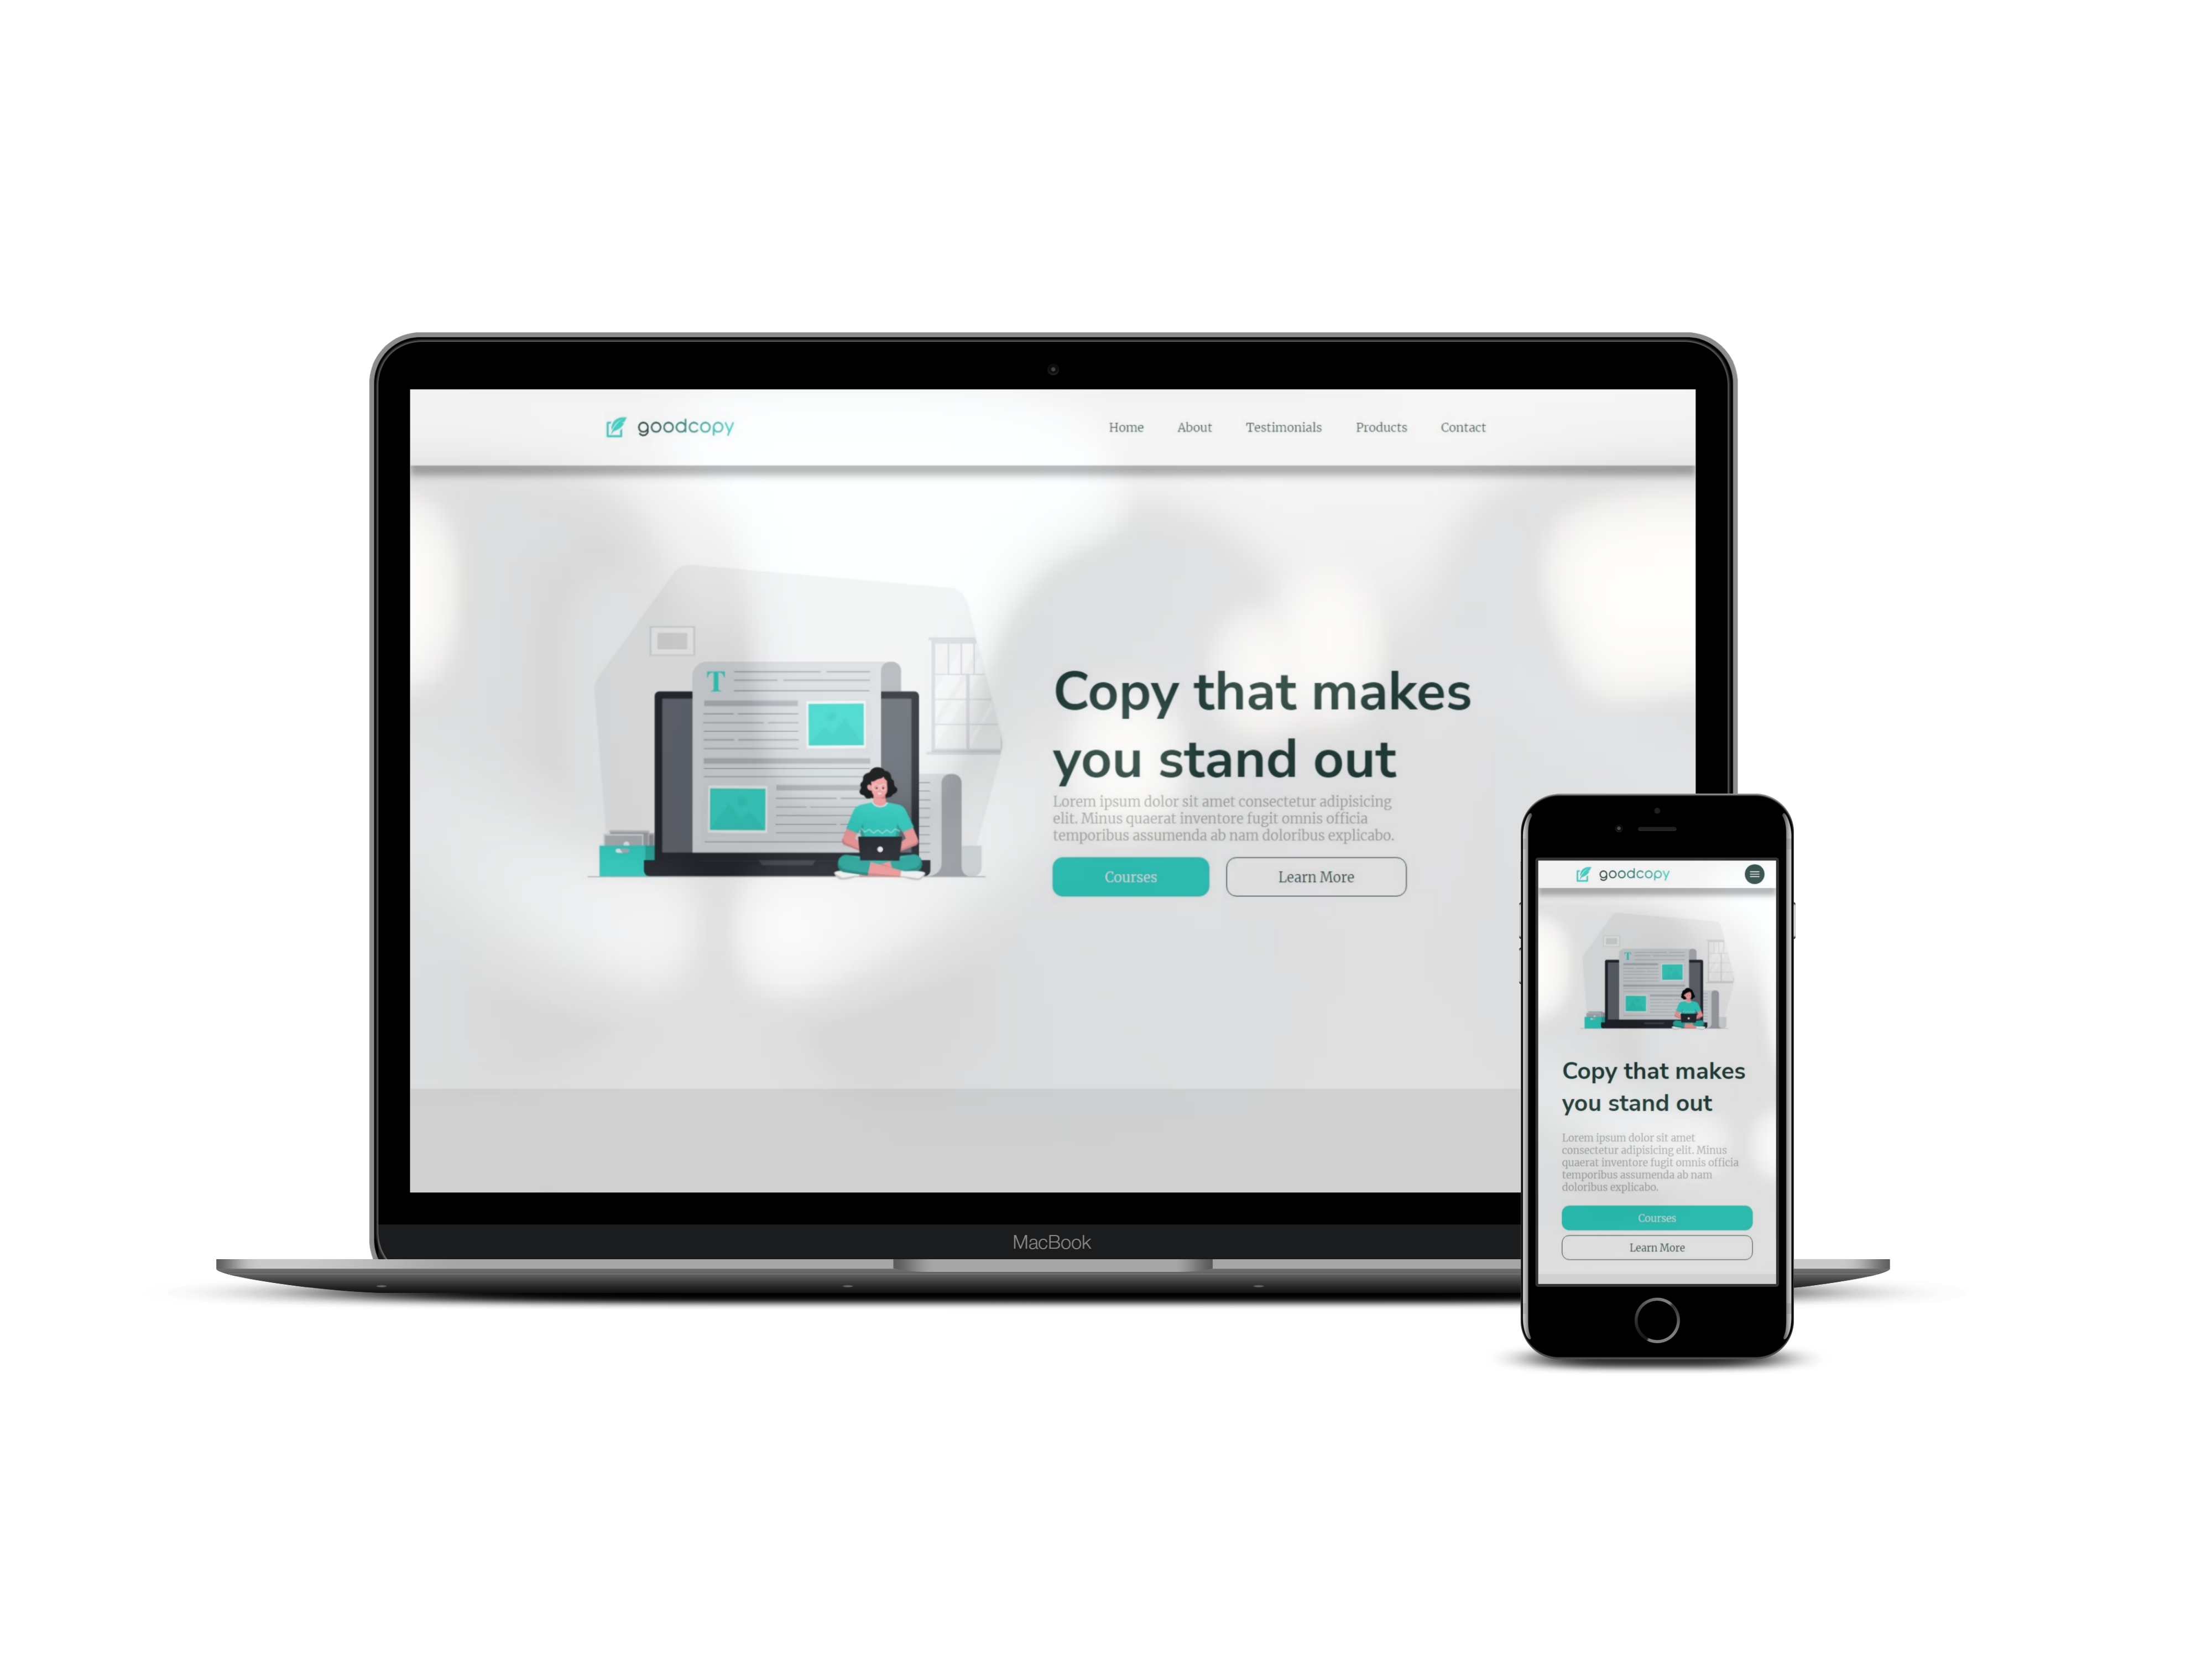 goodcopy
Home About Testimonials Products Contact
T
Copy that makes
you stand out
Lorem ipsum dolor sit amet consectetur adipisicing
elit. Minus quaerat inventore fugit omnis officia
temporibus assumenda ab nam doloribus explicabo.
Courses Learn More
MacBook
goodcopy
T
Copy that makes
you stand out
Lorem ipsum dolor sit amet
consectetur adipisicing elit. Minus
quaerat inventore fugit omnis officia
temporibus assumenda ab nam
doloribus explicabo.
Courses
Learn More